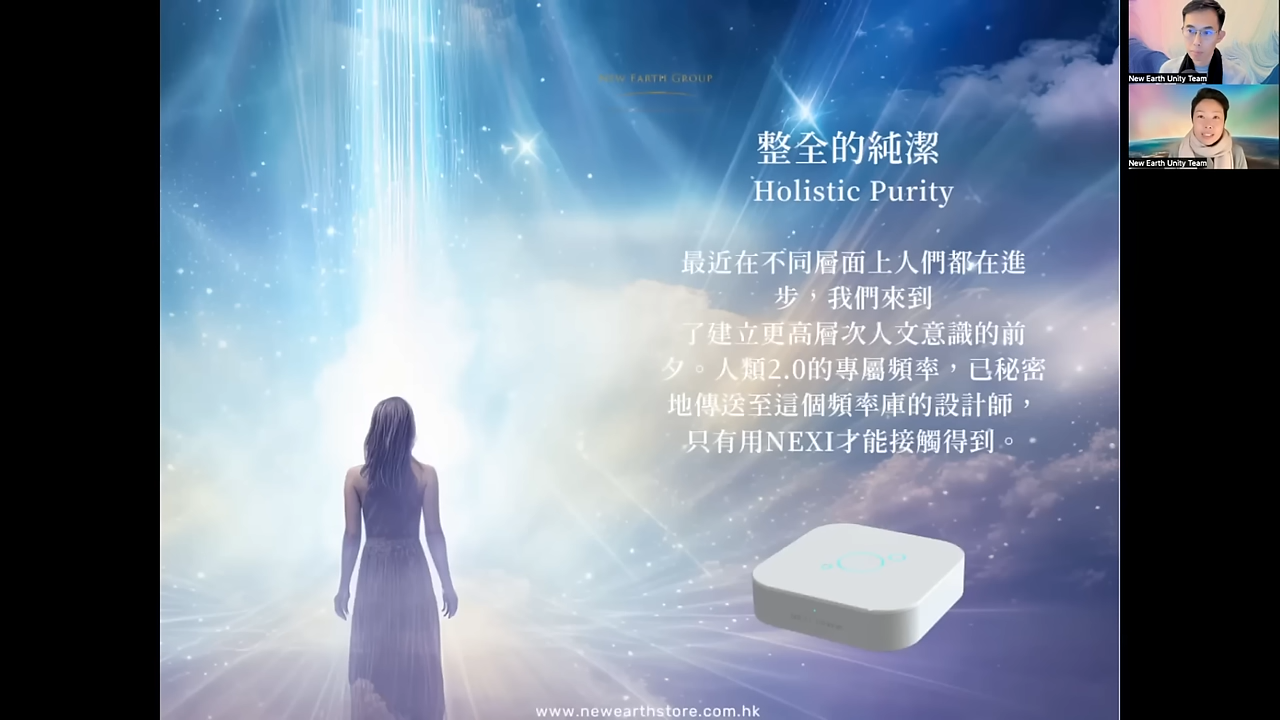 NEW EARTH GROUP
整全的純潔
Holistic Purity
最近在不同層面上人們都在進
步，我們來到
了建立更高層次人文意識的前
夕。人類2.0的專屬頻率，已秘密
地傳送至這個頻率庫的設計師，
只有用NEXI才能接觸得到。
www.newearthstore.com.hk
New Earth Unity Team
New Earth Unity Team